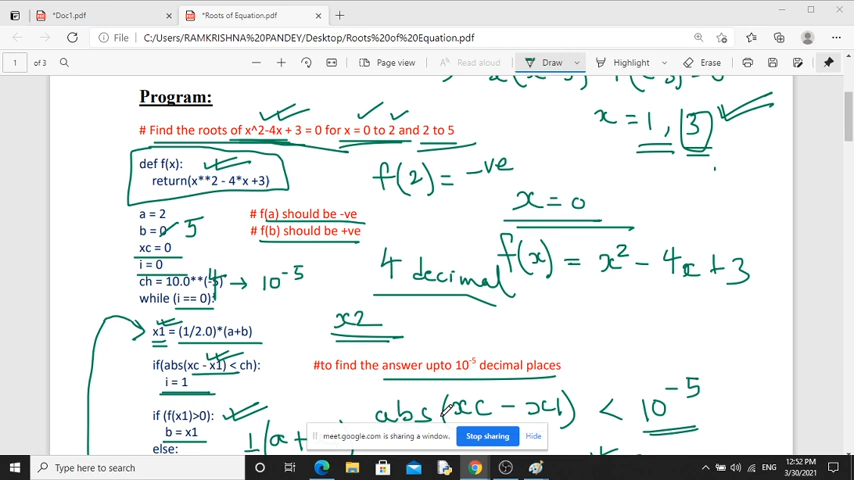 *Doc1.pdf
*Roots of Equation.pdf
File
C:/Users/RAMKRISHNA%20PANDEY/Desktop/Roots%20of%20Equation.pdf
1 of 3
Page view
Read aloud
Draw
Highlight
Erase
Program:
x = 1, 3
# Find the roots of x^2-4x + 3 = 0 for x = 0 to 2 and 2 to 5
def f(x):
return(x**2 - 4*x +3)
f(2) = -ve
x = 0
a = 2 # f(a) should be -ve
b = 0 5 # f(b) should be +ve
xc = 0
f(x) = x² - 4x + 3
i = 0
4 decimal
ch = 10.0**(-5) 4 → 10⁻⁵
while (i == 0):
x2
x1 = (1/2.0)*(a+b)
if(abs(xc - x1) < ch): #to find the answer upto 10⁻⁵ decimal places
i = 1
abs(xc - x1) < 10⁻⁵
if (f(x1)>0):
b = x1
else:
1 (a +
meet.google.com is sharing a window.
Stop sharing
Hide
Type here to search
ENG
12:52 PM
3/30/2021